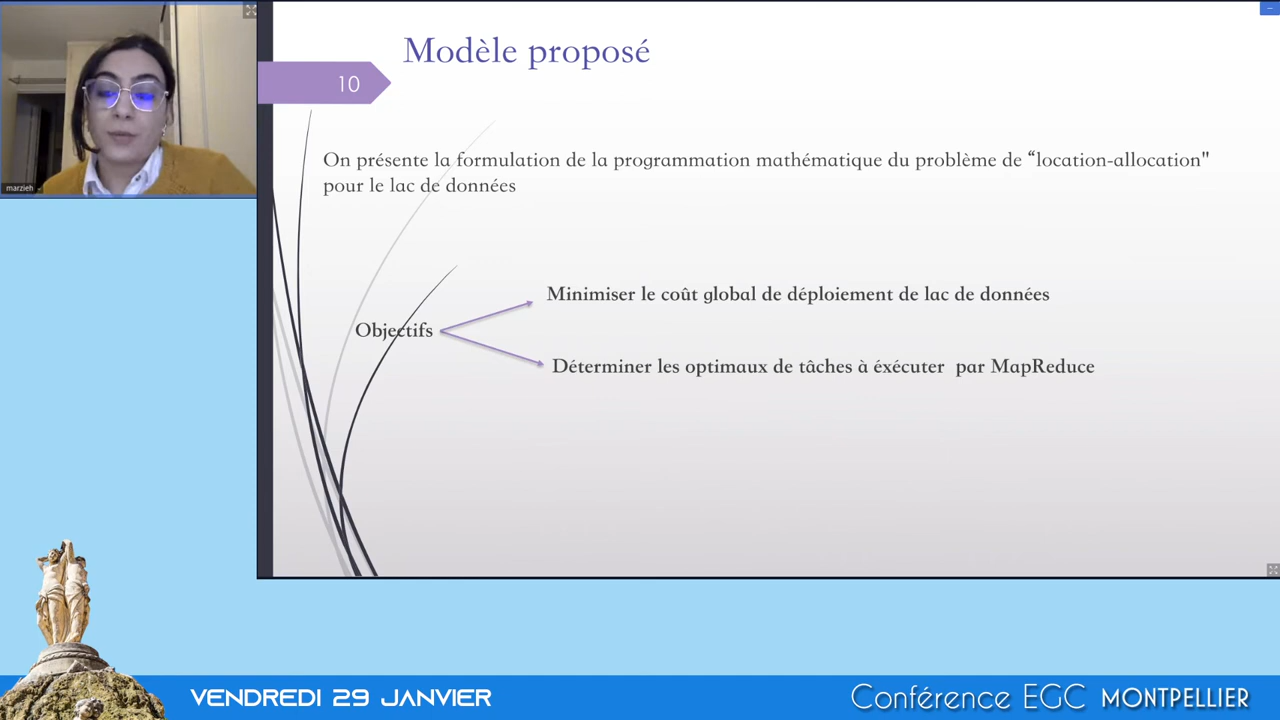 marzieh
Modèle proposé
10
On présente la formulation de la programmation mathématique du problème de “location-allocation"
pour le lac de données
Minimiser le coût global de déploiement de lac de données
Objectifs
Déterminer les optimaux de tâches à éxécuter par MapReduce
VENDREDI 29 JANVIER
Conférence EGC MONTPELLIER